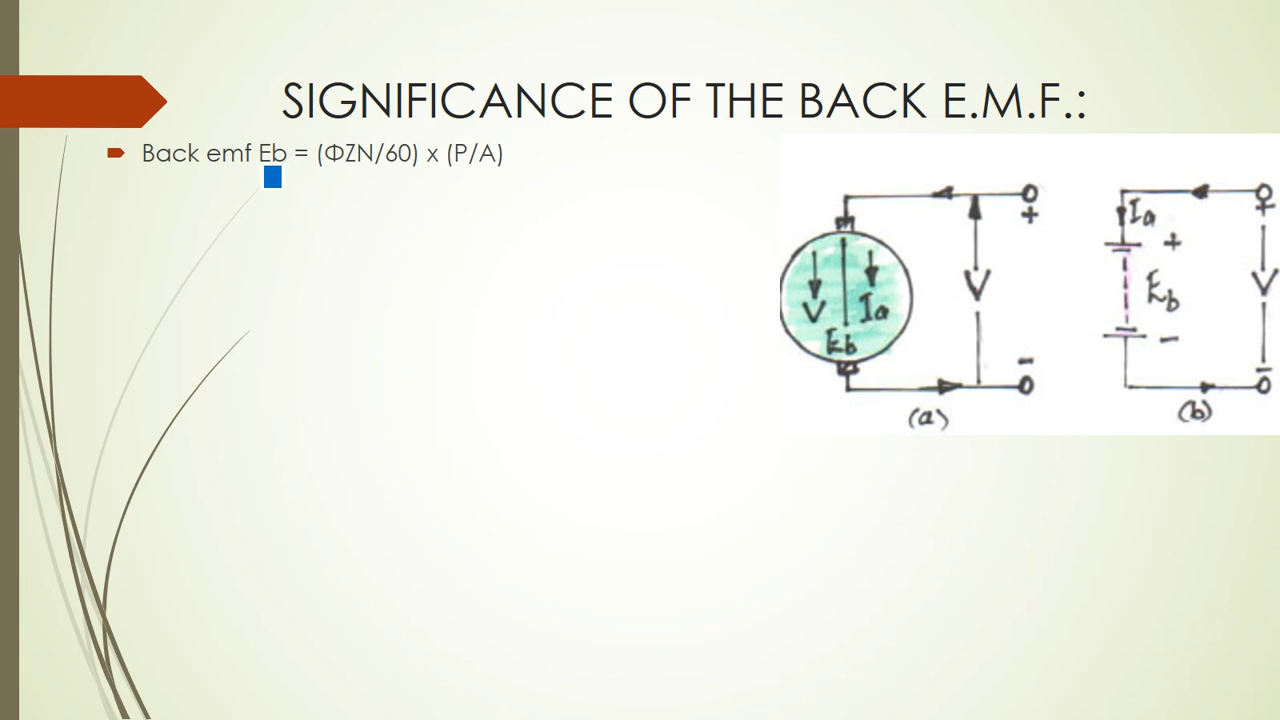 SIGNIFICANCE OF THE BACK E.M.F.:
Back emf Eb = (ΦZN/60) x (P/A)
+
V
V
Ia
Eb
-
(a)
Ia
+
+
Eb
V
-
-
(b)